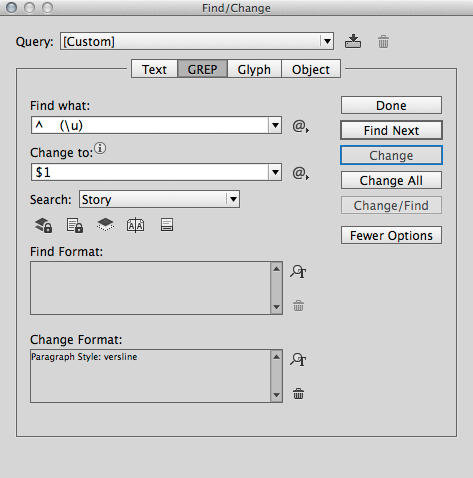 Find/Change
Query: [Custom]
Text GREP Glyph Object
Find what:
^  (\u)
Change to:
$1
Search: Story
Find Format:
Change Format:
Paragraph Style: versline
Done
Find Next
Change
Change All
Change/Find
Fewer Options